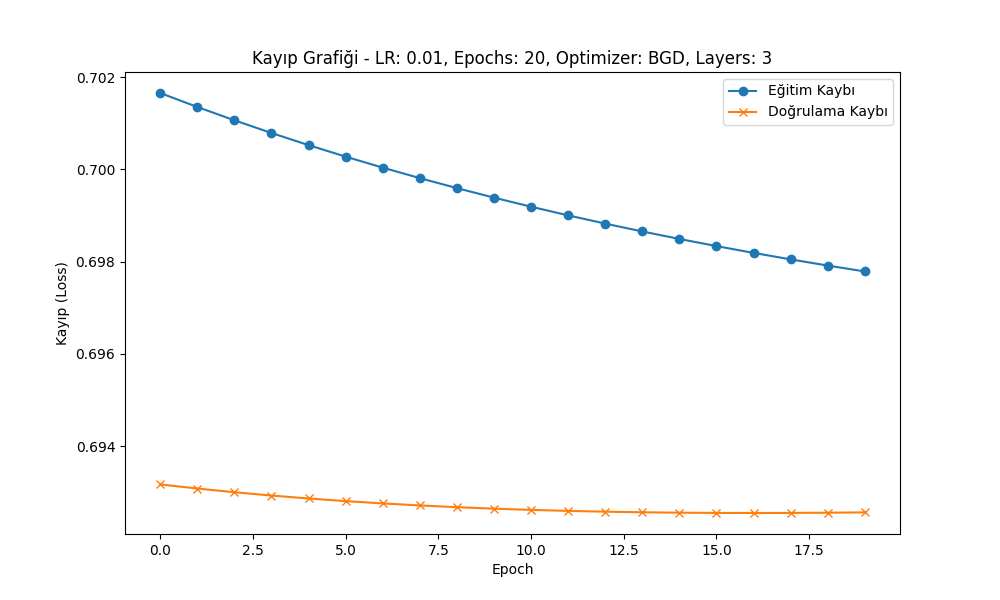 Kayıp Grafiği - LR: 0.01, Epochs: 20, Optimizer: BGD, Layers: 3
Eğitim Kaybı
Doğrulama Kaybı
Kayıp (Loss)
0.702
0.700
0.698
0.696
0.694
0.0 2.5 5.0 7.5 10.0 12.5 15.0 17.5
Epoch